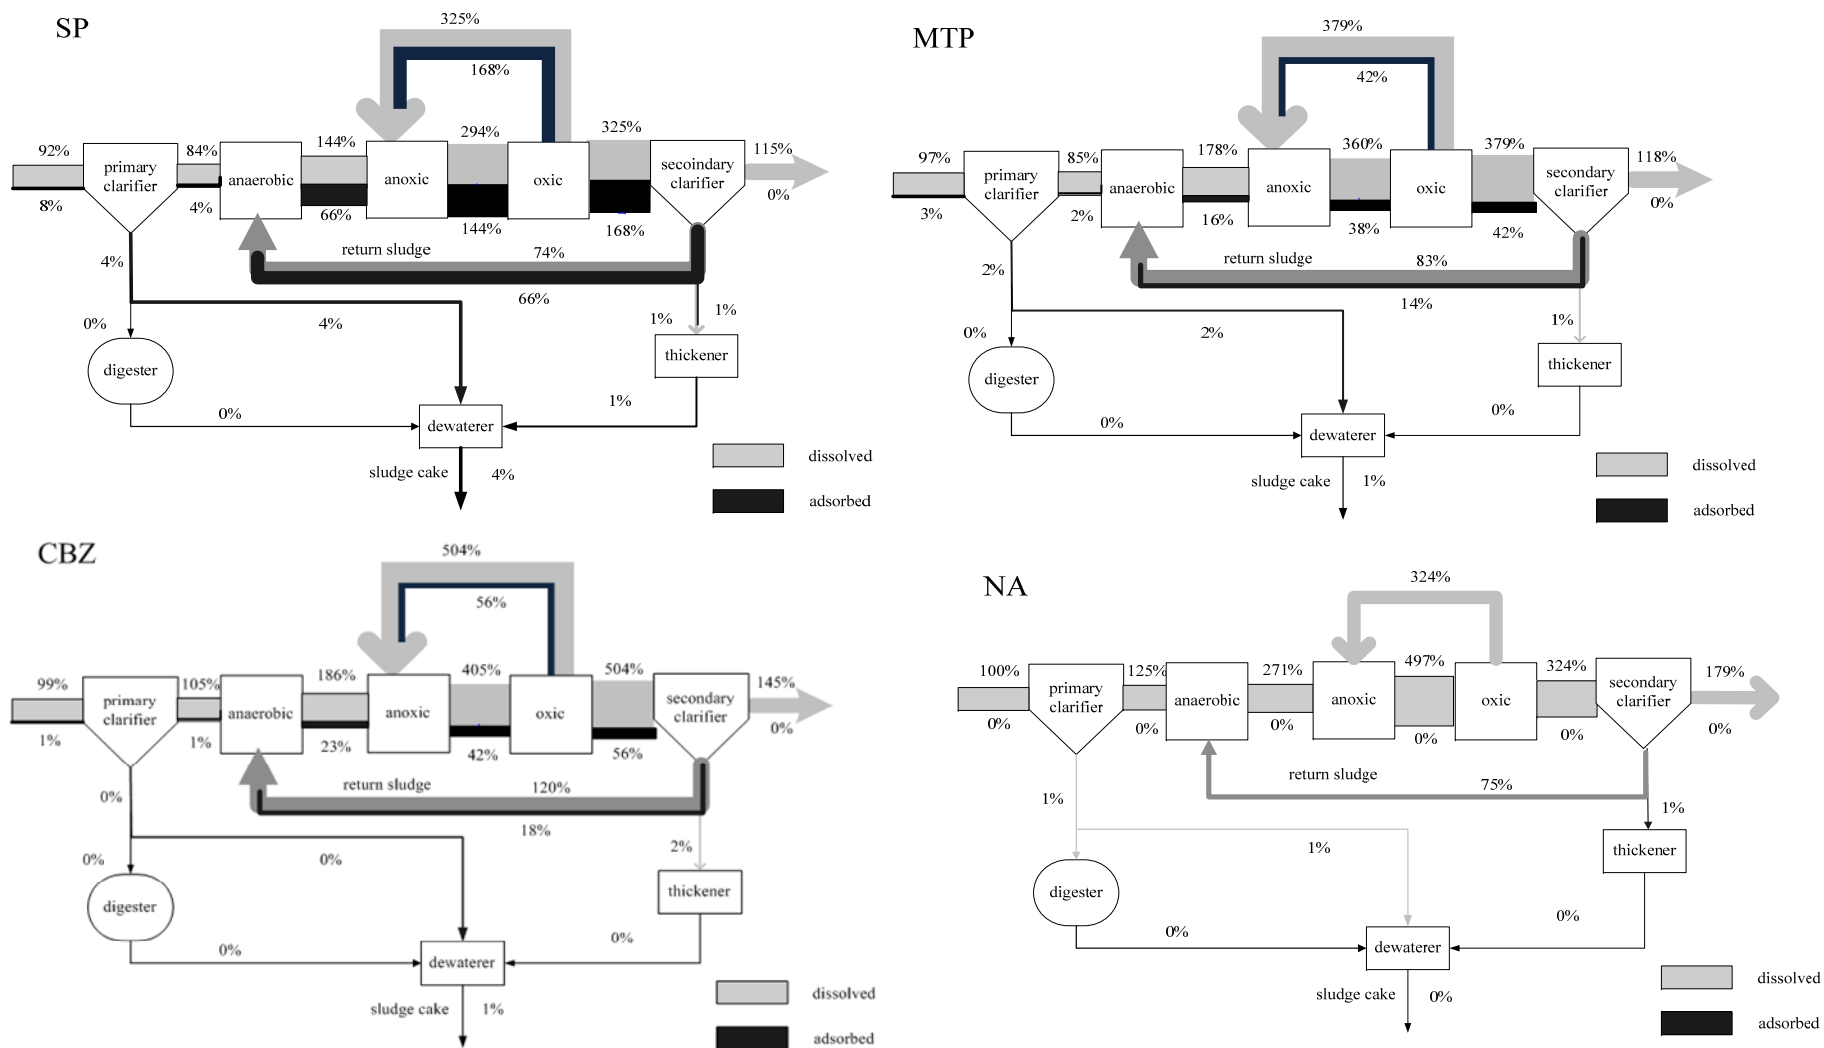 SP
325%
168%
92%
84%
144%
294%
325%
115%
primary
clarifier
anaerobic
anoxic
oxic
secoindary
clarifier
8%
4%
66%
144%
168%
0%
return sludge
74%
66%
4%
0%
4%
1%
1%
digester
thickener
0%
1%
dewaterer
sludge cake
4%
dissolved
adsorbed
MTP
379%
42%
97%
85%
178%
360%
379%
118%
primary
clarifier
anaerobic
anoxic
oxic
secondary
clarifier
3%
2%
16%
38%
42%
0%
return sludge
83%
14%
2%
0%
2%
1%
digester
thickener
0%
0%
dewaterer
sludge cake
1%
dissolved
adsorbed
CBZ
504%
56%
99%
105%
186%
405%
504%
145%
primary
clarifier
anaerobic
anoxic
oxic
secondary
clarifier
1%
1%
23%
42%
56%
0%
return sludge
120%
18%
0%
0%
0%
2%
digester
thickener
0%
0%
dewaterer
sludge cake
1%
dissolved
adsorbed
NA
324%
100%
125%
271%
497%
324%
179%
primary
clarifier
anaerobic
anoxic
oxic
secondary
clarifier
0%
0%
0%
0%
0%
0%
return sludge
75%
1%
1%
1%
digester
thickener
0%
0%
dewaterer
sludge cake
0%
dissolved
adsorbed